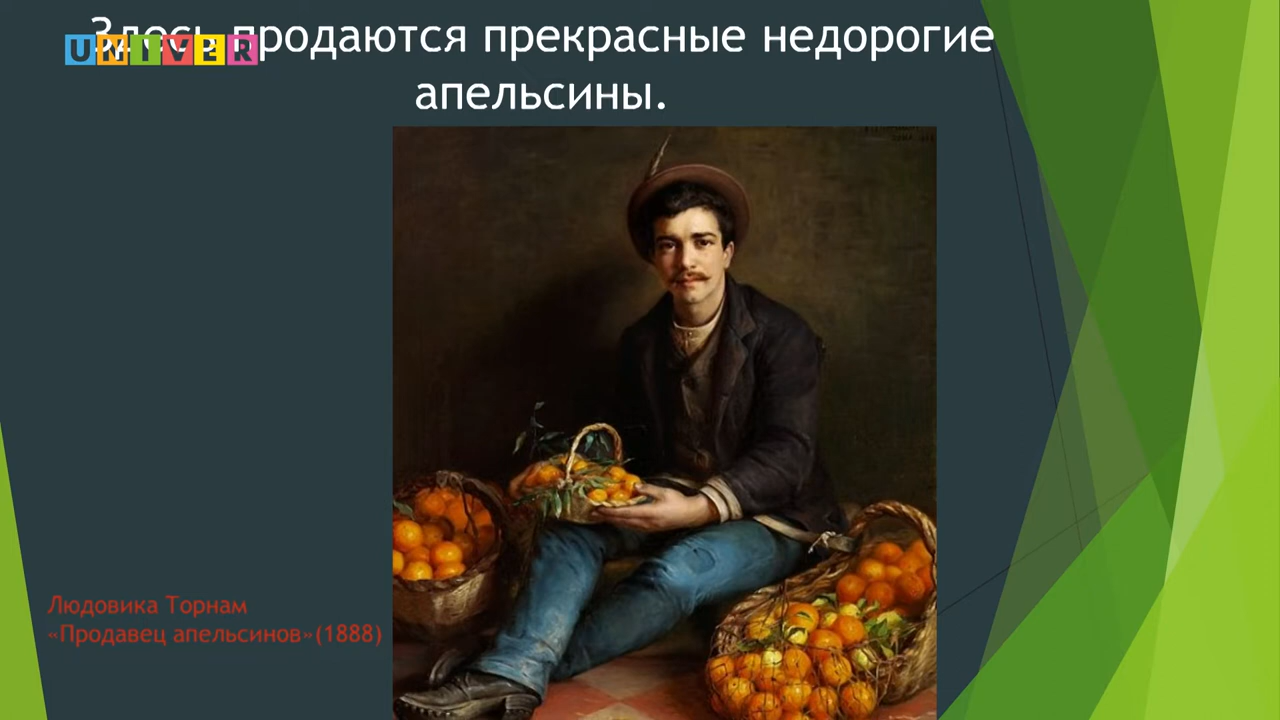 Здесь продаются прекрасные недорогие
UNIVER
апельсины.
Людовика Торнам
«Продавец апельсинов»(1888)